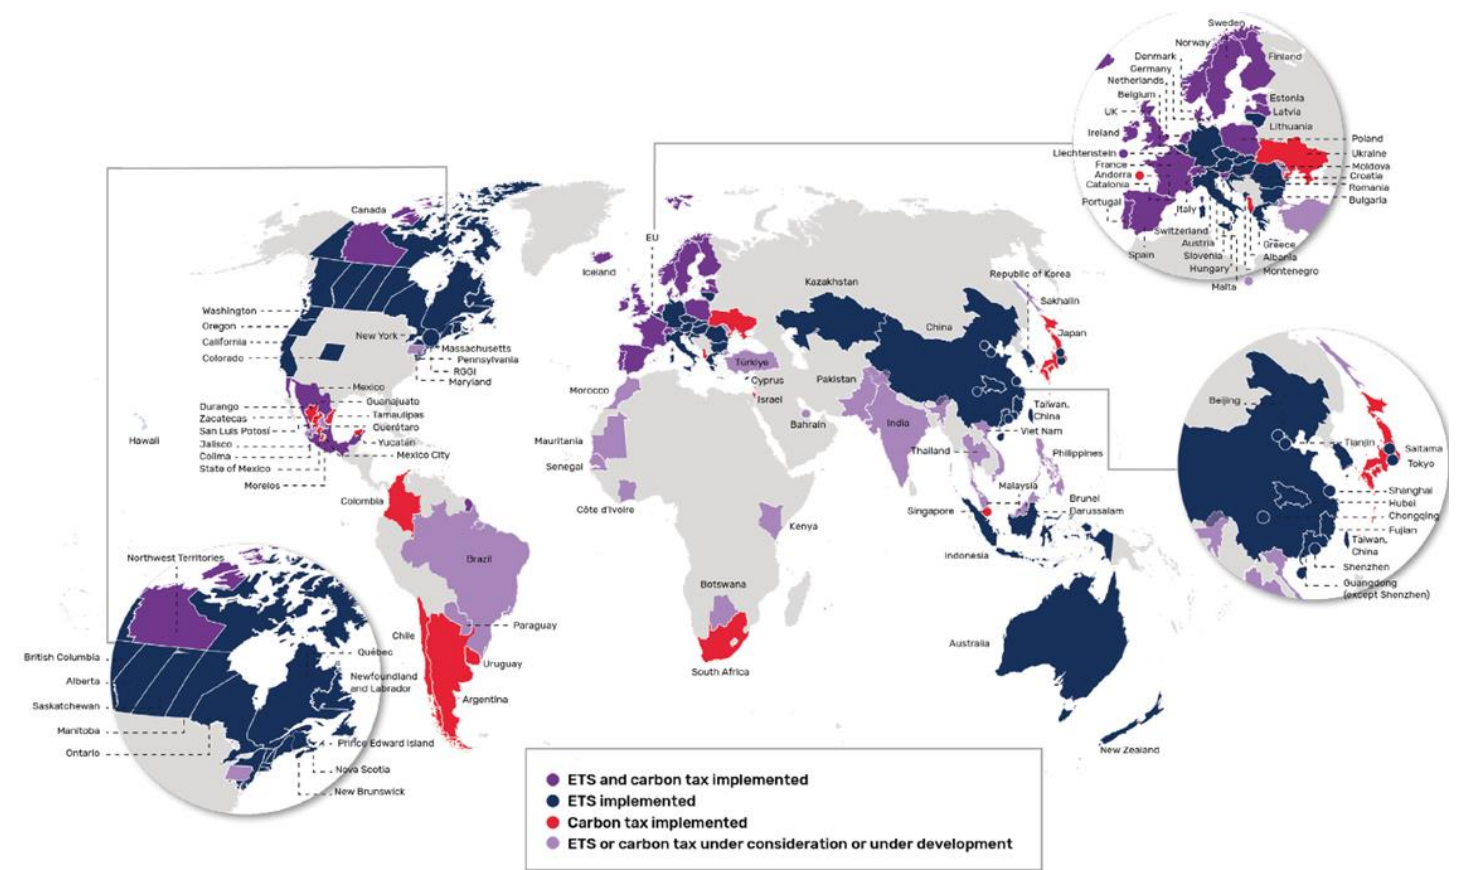 Canada
Washington
Oregon
California
Colorado
New York
Massachusetts
Pennsylvania
RGGI
Maryland
Mexico
Guanajuato
Durango
Zacatecas
Tamaulipas
San Luis Potosí
Querétaro
Jalisco
Yucatán
Colima
Mexico City
State of Mexico
Morelos
Hawaii
Colombia
Brazil
Paraguay
Chile
Uruguay
Argentina
Northwest Territories
British Columbia
Québec
Alberta
Newfoundland
and Labrador
Saskatchewan
Manitoba
Prince Edward Island
Ontario
Nova Scotia
New Brunswick
Iceland
EU
Morocco
Mauritania
Senegal
Côte d'Ivoire
Türkiye
Cyprus
Israel
Bahrain
Kenya
Botswana
South Africa
Kazakhstan
China
Republic of Korea
Sakhalin
Japan
Pakistan
India
Taiwan,
China
Viet Nam
Thailand
Philippines
Malaysia
Singapore
Brunei
Darussalam
Indonesia
Australia
New Zealand
Sweden
Norway
Denmark
Finland
Germany
Netherlands
Belgium
Estonia
UK
Latvia
Lithuania
Ireland
Poland
Liechtenstein
Ukraine
France
Moldova
Andorra
Croatia
Catalonia
Romania
Portugal
Bulgaria
Italy
Switzerland
Austria
Greece
Spain
Slovenia
Albania
Hungary
Montenegro
Malta
Beijing
Tianjin
Saitama
Tokyo
Shanghai
Hubei
Chongqing
Fujian
Taiwan,
China
Shenzhen
Guangdong
(except Shenzhen)
ETS and carbon tax implemented
ETS implemented
Carbon tax implemented
ETS or carbon tax under consideration or under development